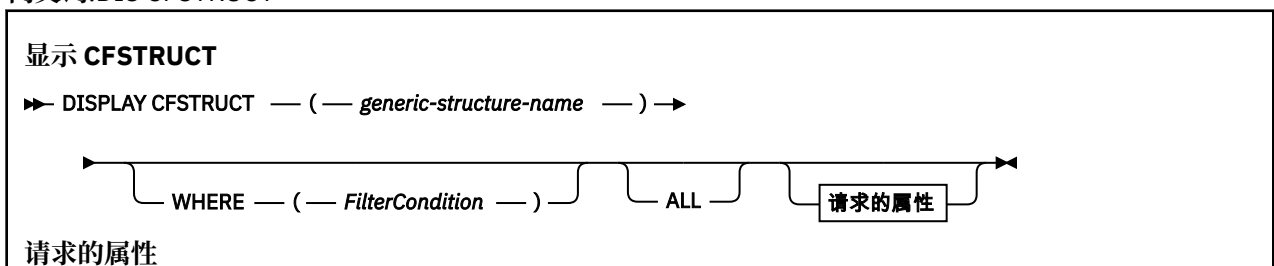 显示 CFSTRUCT
DISPLAY CFSTRUCT ( generic-structure-name )
WHERE ( FilterCondition ) ALL 请求的属性
请求的属性